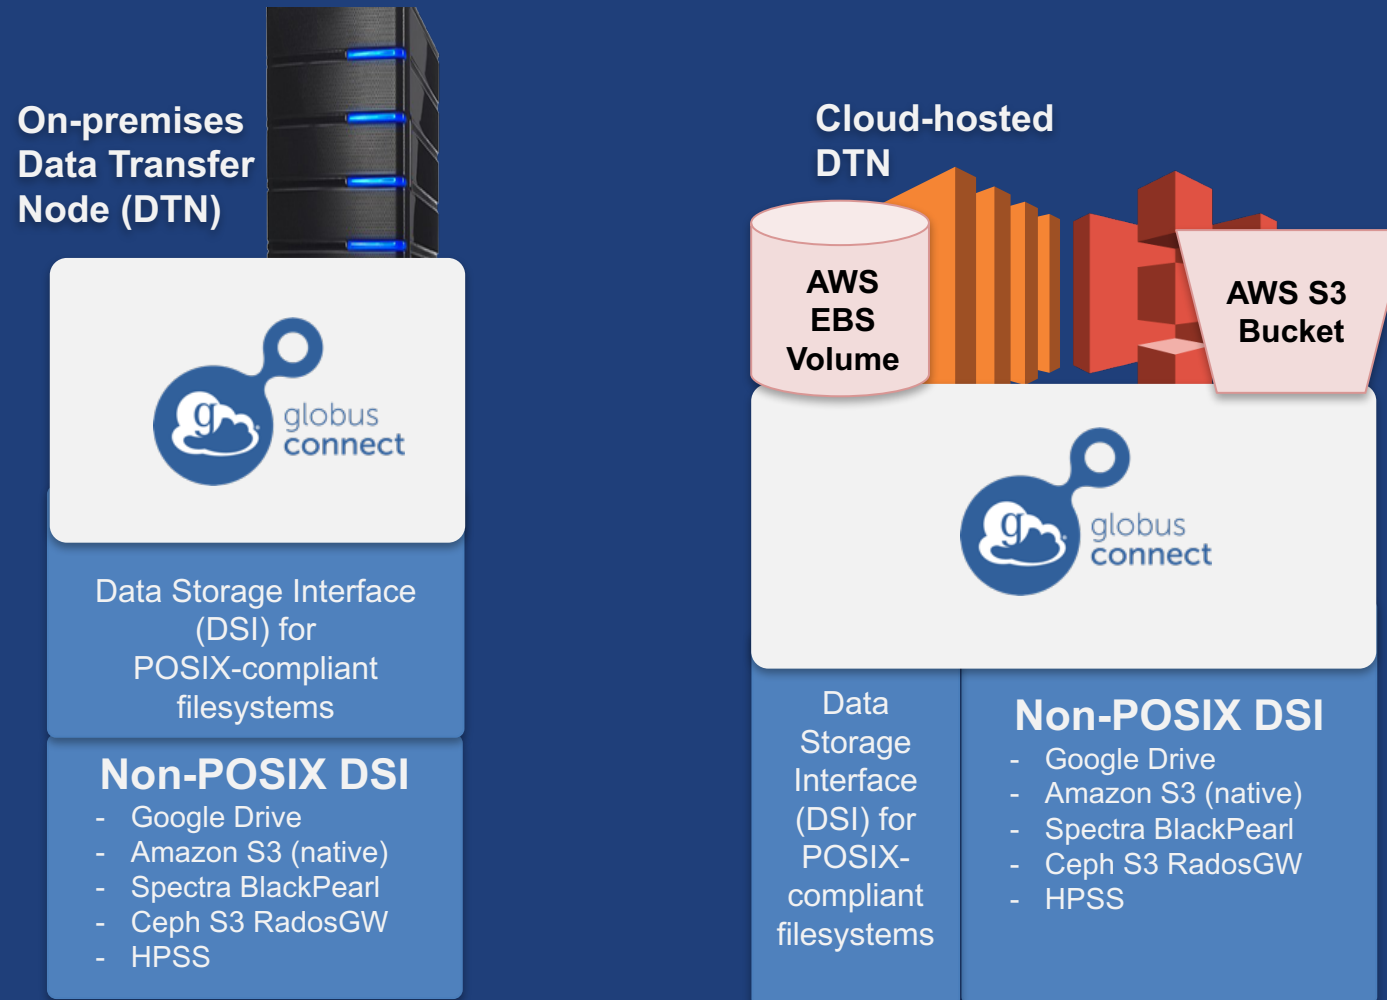 On-premises
Data Transfer
Node (DTN)
globus
connect
g
Data Storage Interface
(DSI) for
POSIX-compliant
filesystems
Non-POSIX DSI
- Google Drive
- Amazon S3 (native)
- Spectra BlackPearl
- Ceph S3 RadosGW
- HPSS
Cloud-hosted
DTN
AWS
EBS
Volume
AWS S3
Bucket
g
globus
connect
Data
Storage
Interface
(DSI) for
POSIX-
compliant
filesystems
Non-POSIX DSI
- Google Drive
- Amazon S3 (native)
- Spectra BlackPearl
- Ceph S3 RadosGW
- HPSS